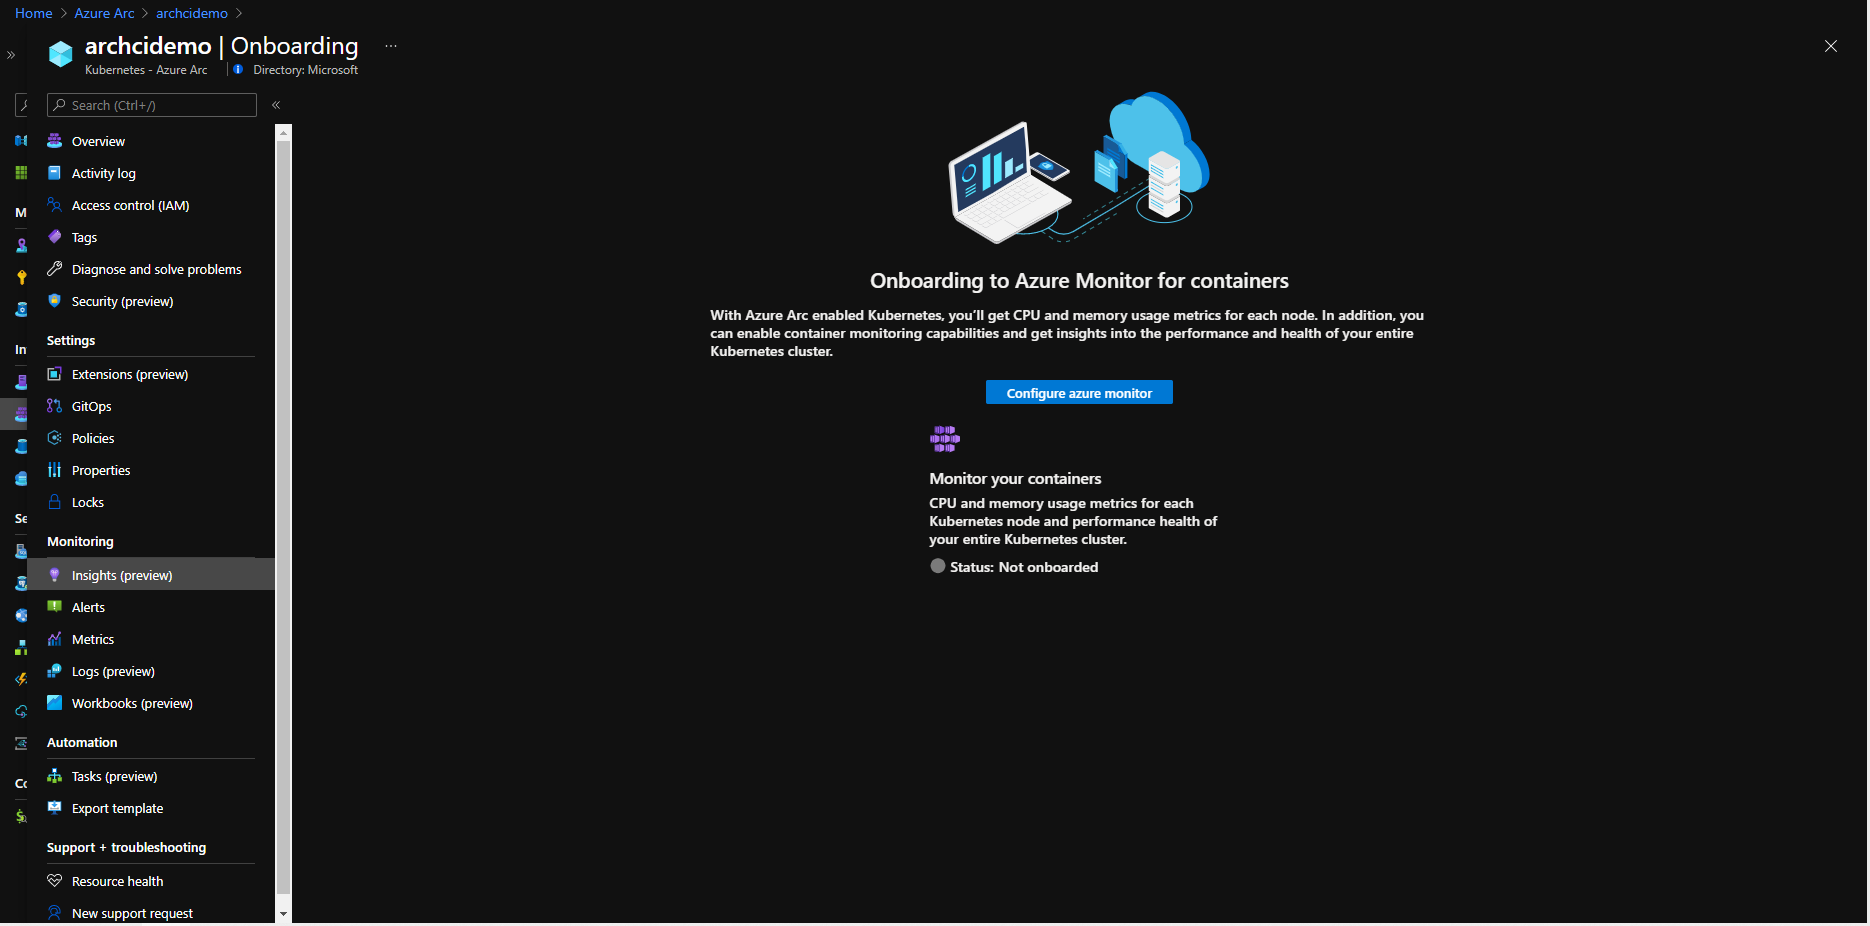 Home > Azure Arc > archcidemo >
archcidemo | Onboarding ...
Kubernetes - Azure Arc | Directory: Microsoft
Search (Ctrl+/)
Overview
Activity log
Access control (IAM)
Tags
Diagnose and solve problems
Security (preview)
Settings
Extensions (preview)
GitOps
Policies
Properties
Locks
Monitoring
Insights (preview)
Alerts
Metrics
Logs (preview)
Workbooks (preview)
Automation
Tasks (preview)
Export template
Support + troubleshooting
Resource health
New support request
M
In
Se
Co
Onboarding to Azure Monitor for containers
With Azure Arc enabled Kubernetes, you’ll get CPU and memory usage metrics for each node. In addition, you
can enable container monitoring capabilities and get insights into the performance and health of your entire
Kubernetes cluster.
Configure azure monitor
Monitor your containers
CPU and memory usage metrics for each
Kubernetes node and performance health of
your entire Kubernetes cluster.
Status: Not onboarded